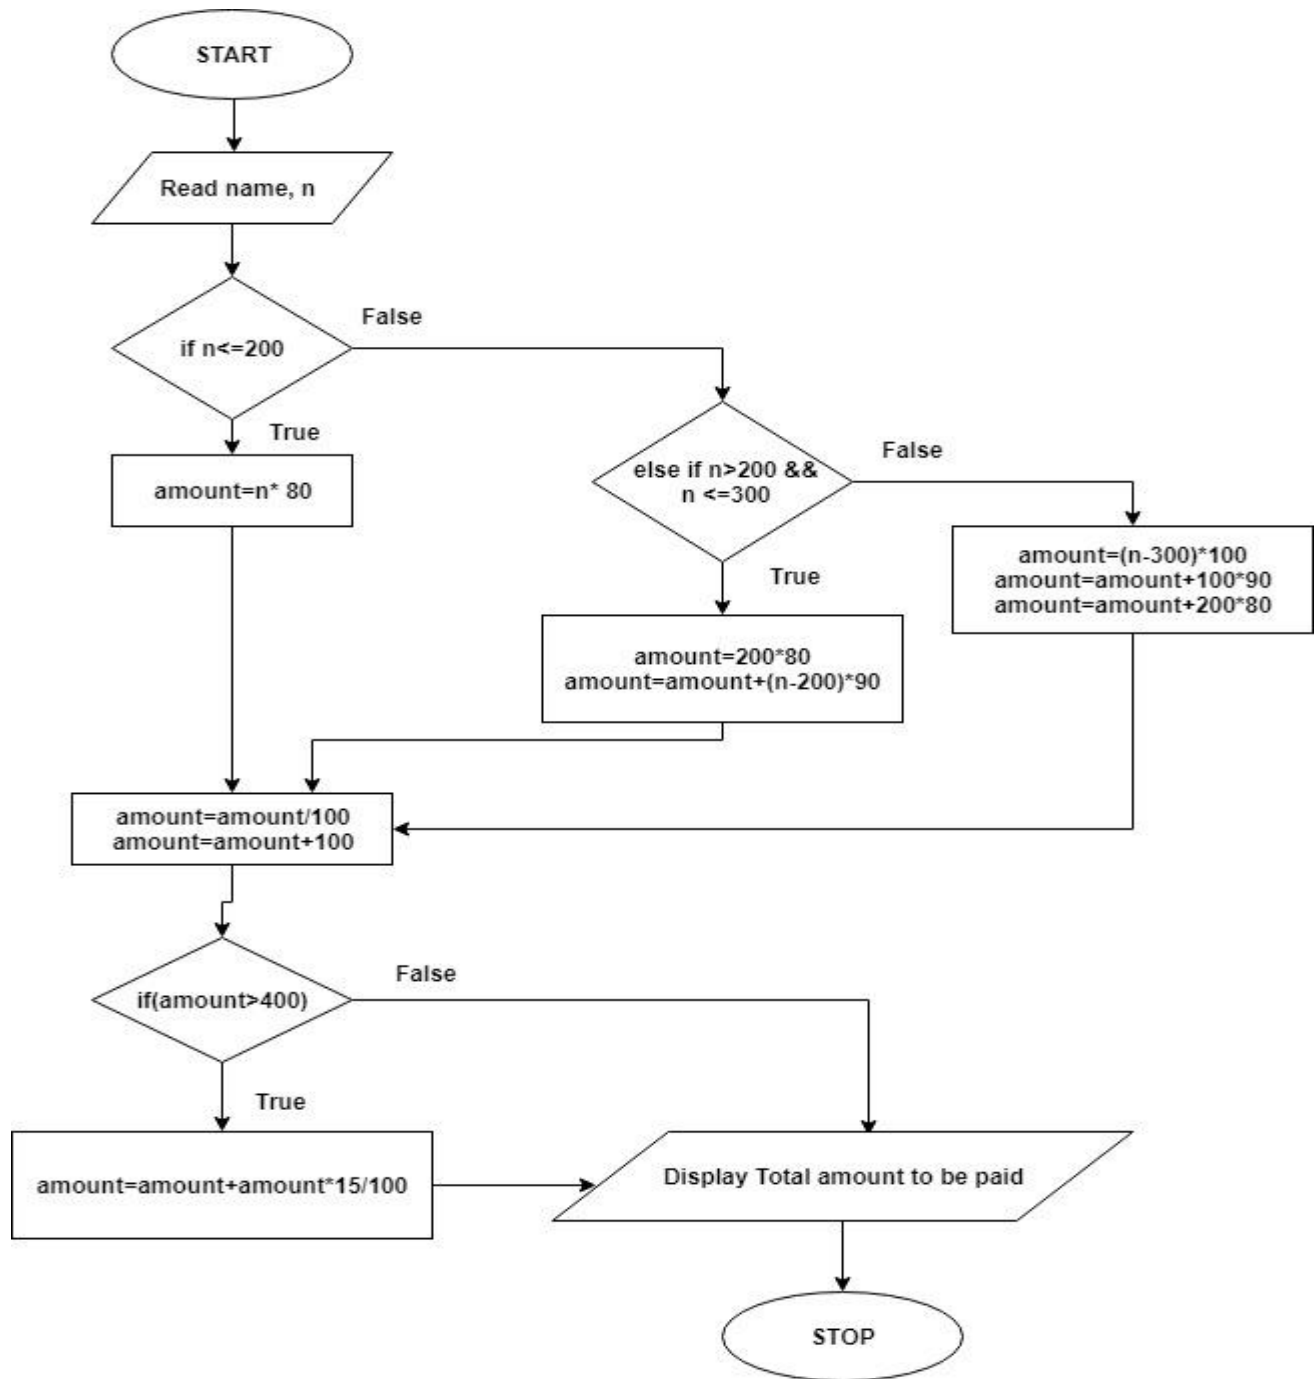 START
Read name, n
False
if n<=200
True
amount=n* 80
else if n>200 &&
n <=300
False
True
amount=(n-300)*100
amount=amount+100*90
amount=amount+200*80
amount=200*80
amount=amount+(n-200)*90
amount=amount/100
amount=amount+100
False
if(amount>400)
True
amount=amount+amount*15/100
Display Total amount to be paid
STOP